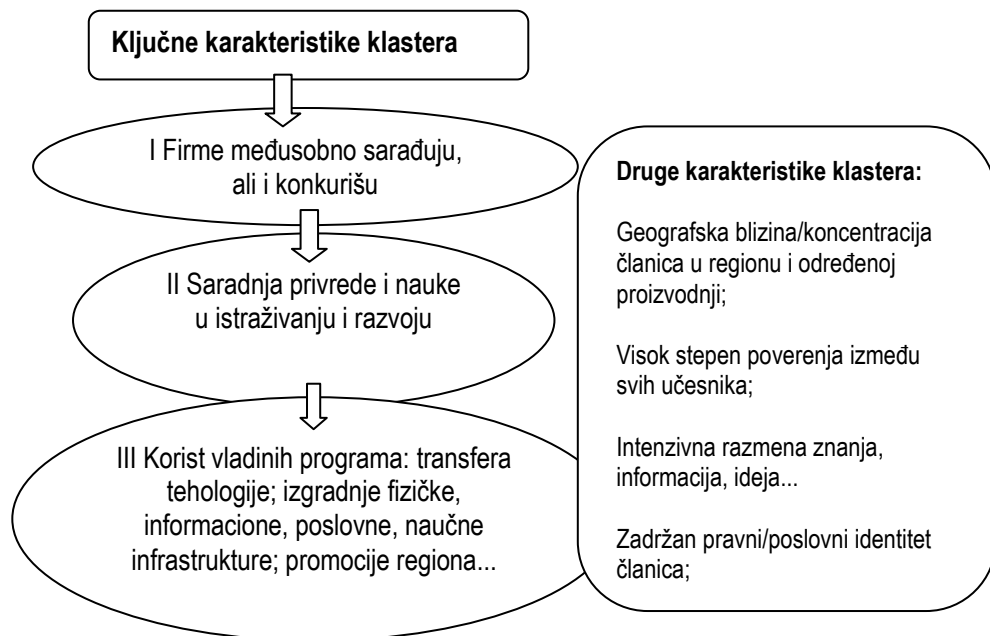 Ključne karakteristike klastera
I Firme međusobno sarađuju,
ali i konkurišu
II Saradnja privrede i nauke
u istraživanju i razvoju
III Korist vladinih programa: transfera
tehologije; izgradnje fizičke,
informacione, poslovne, naučne
infrastrukture; promocije regiona...
Druge karakteristike klastera:
Geografska blizina/koncentracija
članica u regionu i određenoj
proizvodnji;
Visok stepen poverenja između
svih učesnika;
Intenzivna razmena znanja,
informacija, ideja...
Zadržan pravni/poslovni identitet
članica;